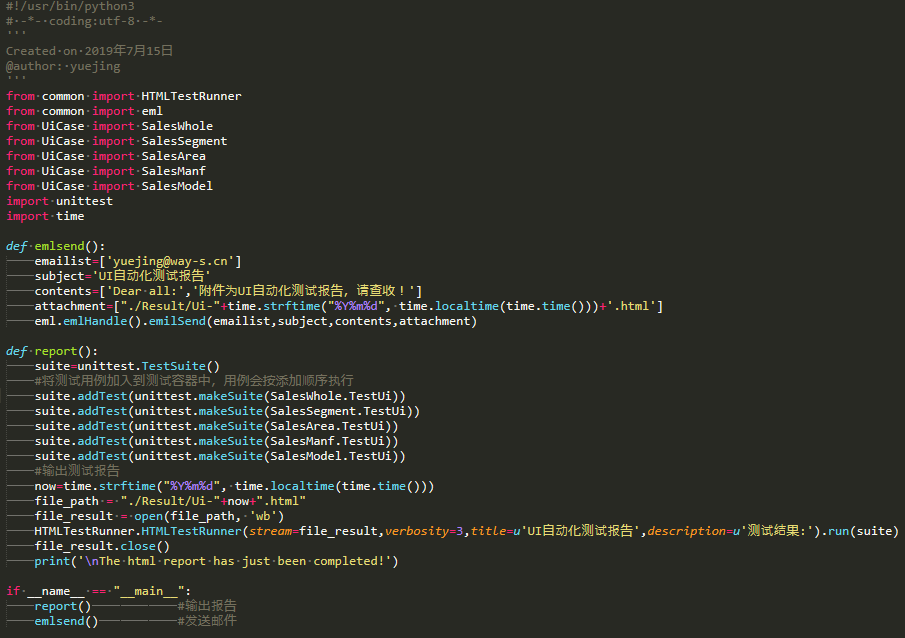 #!/usr/bin/python3
# -*- coding:utf-8 -*-
'''
Created on 2019年7月15日
@author: yuejing
'''
from common import HTMLTestRunner
from common import eml
from UiCase import SalesWhole
from UiCase import SalesSegment
from UiCase import SalesArea
from UiCase import SalesManf
from UiCase import SalesModel
import unittest
import time

def emlsend():
    emailist=['yuejing@way-s.cn']
    subject='UI自动化测试报告'
    contents=['Dear all:','附件为UI自动化测试报告，请查收！']
    attachment=["./Result/Ui-"+time.strftime("%Y%m%d", time.localtime(time.time()))+'.html']
    eml.emlHandle().emilSend(emailist,subject,contents,attachment)

def report():
    suite=unittest.TestSuite()
    #将测试用例加入到测试容器中，用例会按添加顺序执行
    suite.addTest(unittest.makeSuite(SalesWhole.TestUi))
    suite.addTest(unittest.makeSuite(SalesSegment.TestUi))
    suite.addTest(unittest.makeSuite(SalesArea.TestUi))
    suite.addTest(unittest.makeSuite(SalesManf.TestUi))
    suite.addTest(unittest.makeSuite(SalesModel.TestUi))
    #输出测试报告
    now=time.strftime("%Y%m%d", time.localtime(time.time()))
    file_path = "./Result/Ui-"+now+".html"
    file_result = open(file_path, 'wb')
    HTMLTestRunner.HTMLTestRunner(stream=file_result,verbosity=3,title=u'UI自动化测试报告',description=u'测试结果:').run(suite)
    file_result.close()
    print('\nThe html report has just been completed!')

if __name__ == "__main__":
    report()            #输出报告
    emlsend()           #发送邮件